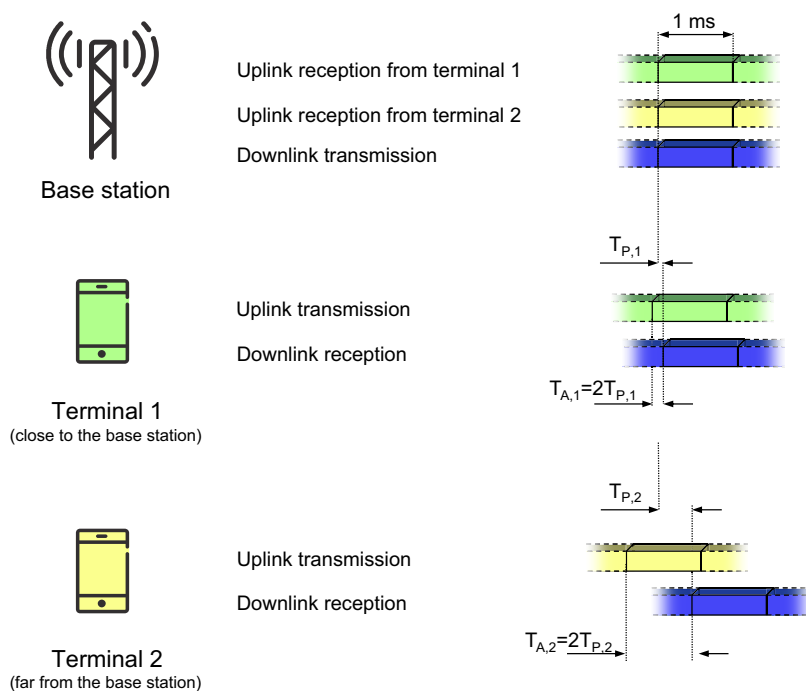 1 ms
Uplink reception from terminal 1
Uplink reception from terminal 2
Downlink transmission
Base station
T_P,1
Uplink transmission
Downlink reception
T_A,1=2T_P,1
Terminal 1
(close to the base station)
T_P,2
Uplink transmission
Downlink reception
T_A,2=2T_P,2
Terminal 2
(far from the base station)